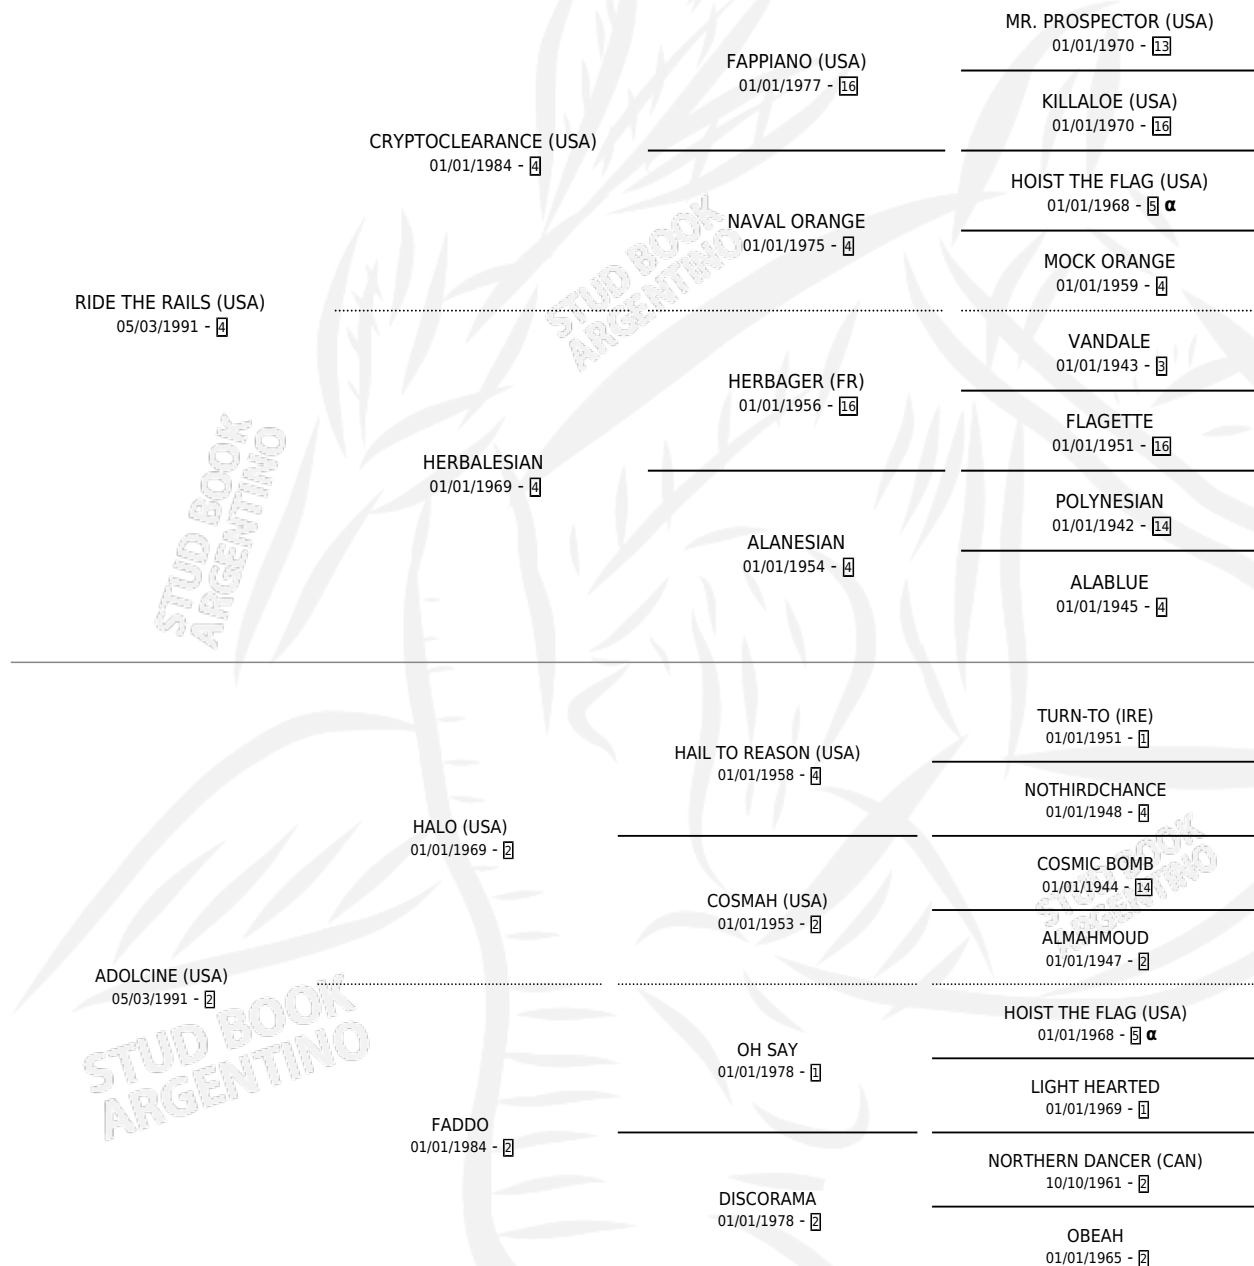 MR. PROSPECTOR (USA)
01/01/1970 - 13
FAPPIANO (USA)
01/01/1977 - 16
KILLALOE (USA)
01/01/1970 - 16
CRYPTOCLEARANCE (USA)
01/01/1984 - 4
HOIST THE FLAG (USA)
01/01/1968 - 5 α
NAVAL ORANGE
01/01/1975 - 4
MOCK ORANGE
01/01/1959 - 4
STUD BOOK
ARGENTINO
RIDE THE RAILS (USA)
05/03/1991 - 4
VANDALE
01/01/1943 - 3
HERBAGER (FR)
01/01/1956 - 16
FLAGETTE
01/01/1951 - 16
HERBALESIAN
01/01/1969 - 4
POLYNESIAN
01/01/1942 - 14
ALANESIAN
01/01/1954 - 4
ALABLUE
01/01/1945 - 4
STUD BOOK
ARGENTINO
TURN-TO (IRE)
01/01/1951 - 1
HAIL TO REASON (USA)
01/01/1958 - 4
NOTHIRDCHANCE
01/01/1948 - 4
HALO (USA)
01/01/1969 - 2
COSMIC BOMB
01/01/1944 - 14
COSMAH (USA)
01/01/1953 - 2
ALMAHMOUD
01/01/1947 - 2
STUD BOOK
ARGENTINO
ADOLCINE (USA)
05/03/1991 - 2
HOIST THE FLAG (USA)
01/01/1968 - 5 α
OH SAY
01/01/1978 - 1
LIGHT HEARTED
01/01/1969 - 1
STUD BOOK
ARGENTINO
FADDO
01/01/1984 - 2
NORTHERN DANCER (CAN)
10/10/1961 - 2
DISCORAMA
01/01/1978 - 2
OBEAH
01/01/1965 - 2